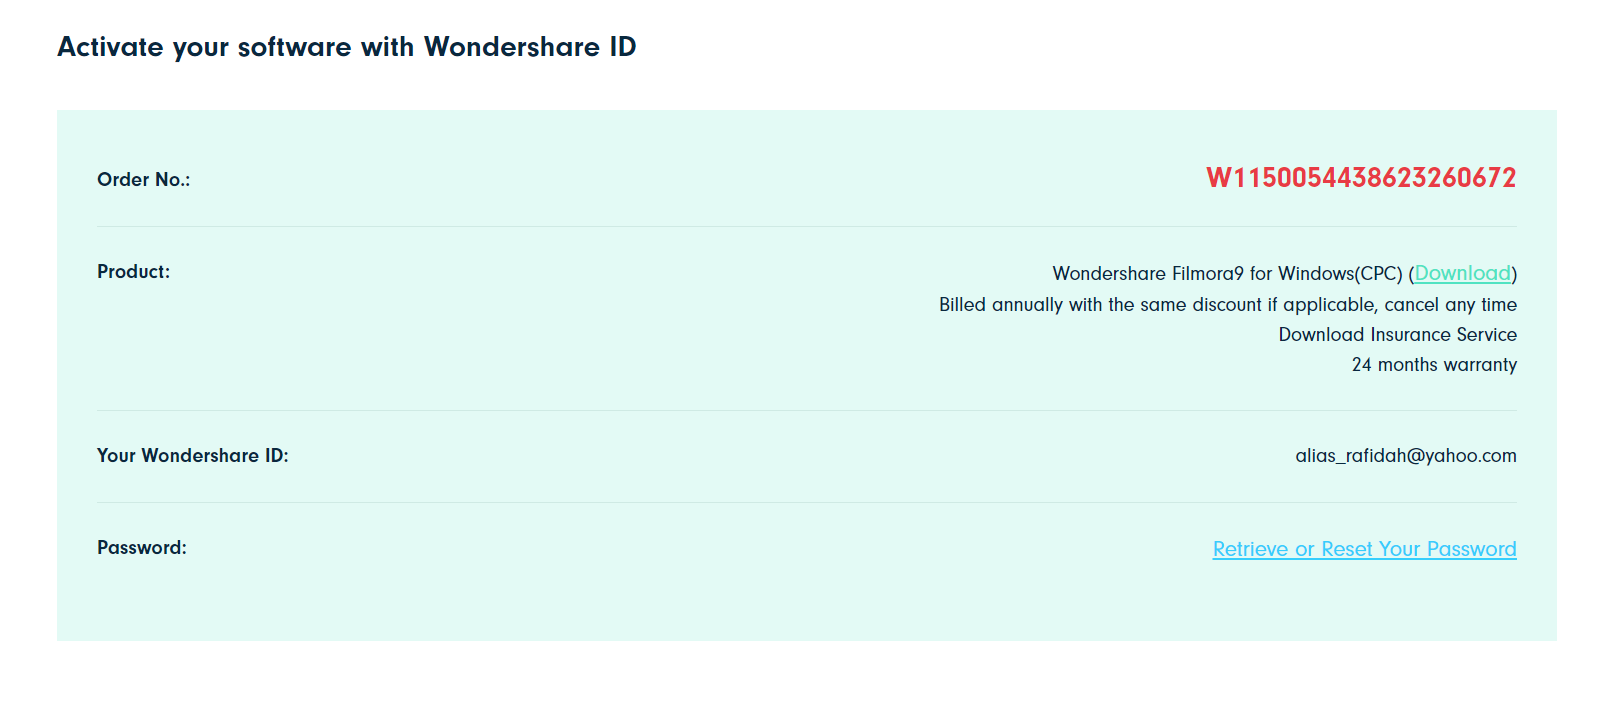 Activate your software with Wondershare ID
Order No.: W1150054438623260672
Product: Wondershare Filmora9 for Windows(CPC) (Download)
Billed annually with the same discount if applicable, cancel any time
Download Insurance Service
24 months warranty
Your Wondershare ID: alias_rafidah@yahoo.com
Password: Retrieve or Reset Your Password